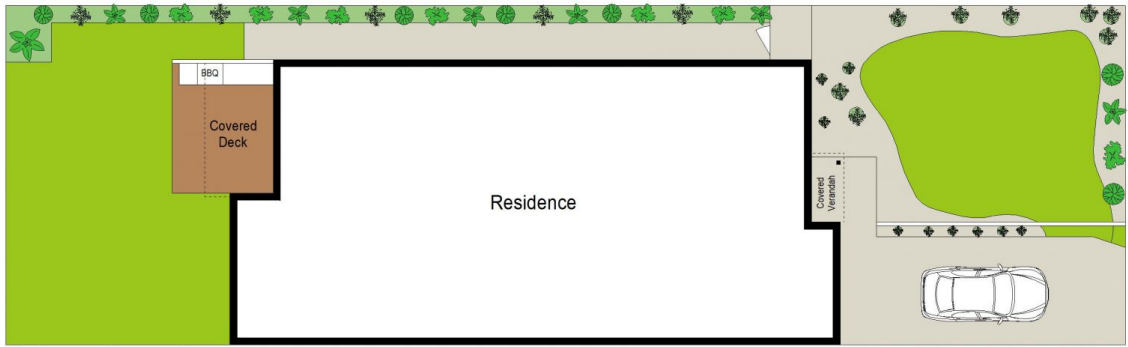 BBQ
Covered
Deck
Residence
Covered
Verandah